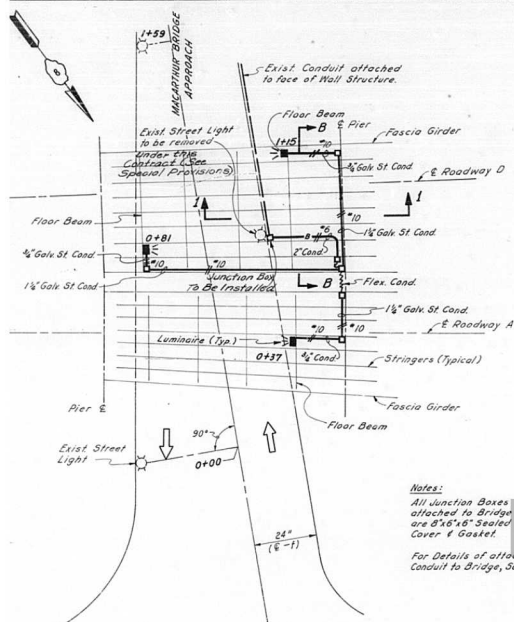 1+59
MACARTHUR BRIDGE
APPROACH
Exist. Conduit attached
to face of Wall Structure.
Exist. Street Light
to be removed
under this
Contract (See
Special Provisions)
Floor Beam
1+15
B
℄ Pier
Fascia Girder
#10
¾" Galv. St. Cond.
℄ Roadway D
1
1
#10
Floor Beam
0+81
#6
8
1½" Galv. St. Cond.
2" Cond.
¾" Galv. St. Cond.
#10
#10
Junction Box
To Be Installed
B
Flex. Cond.
1½" Galv. St. Cond.
1½" Galv. St. Cond.
#10
#10
℄ Roadway A
Luminaire (Typ.)
0+37
¾" Cond.
Stringers (Typical)
Pier ℄
Fascia Girder
Floor Beam
90°
Exist. Street
Light
0+00
24"
Notes:
All Junction Boxes
attached to Bridge
are 8"x6"x6" Sealed
Cover & Gasket.
For Details of
Conduit to Bridge,